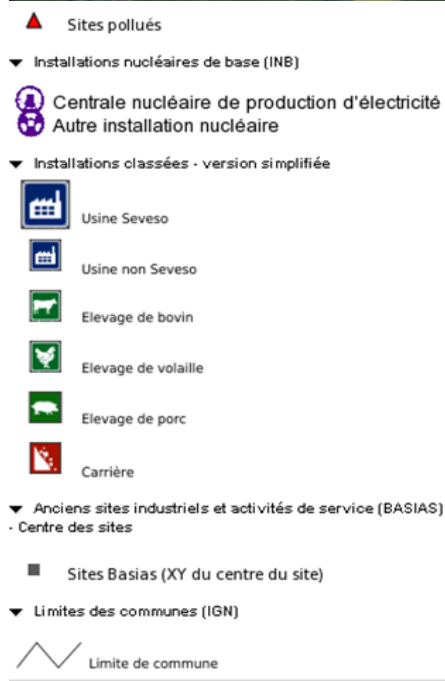 Sites pollués
Installations nucléaires de base (INB)
Centrale nucléaire de production d'électricité
Autre installation nucléaire
Installations classées - version simplifiée
Usine Seveso
Usine non Seveso
Elevage de bovin
Elevage de volaille
Elevage de porc
Carrière
Anciens sites industriels et activités de service (BASIAS)
- Centre des sites
Sites Basias (XY du centre du site)
Limites des communes (IGN)
Limite de commune